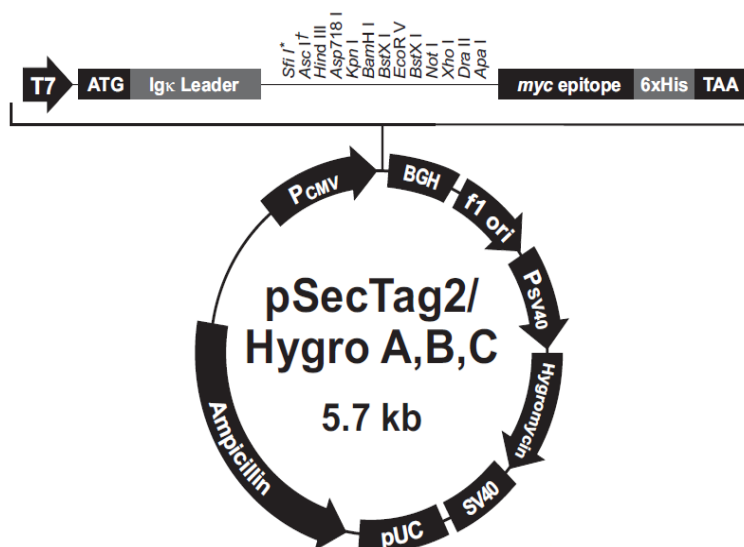 Sfi I*
Asc I†
Hind III
Asp718 I
Kpn I
BamH I
BstX I
EcoR V
BstX I
Not I
Xho I
Dra II
Apa I
T7 ATG Igκ Leader myc epitope 6xHis TAA
PCMV
BGH
f1 ori
PSV40
Hygromycin
SV40
pUC
Ampicillin
pSecTag2/
Hygro A,B,C
5.7 kb